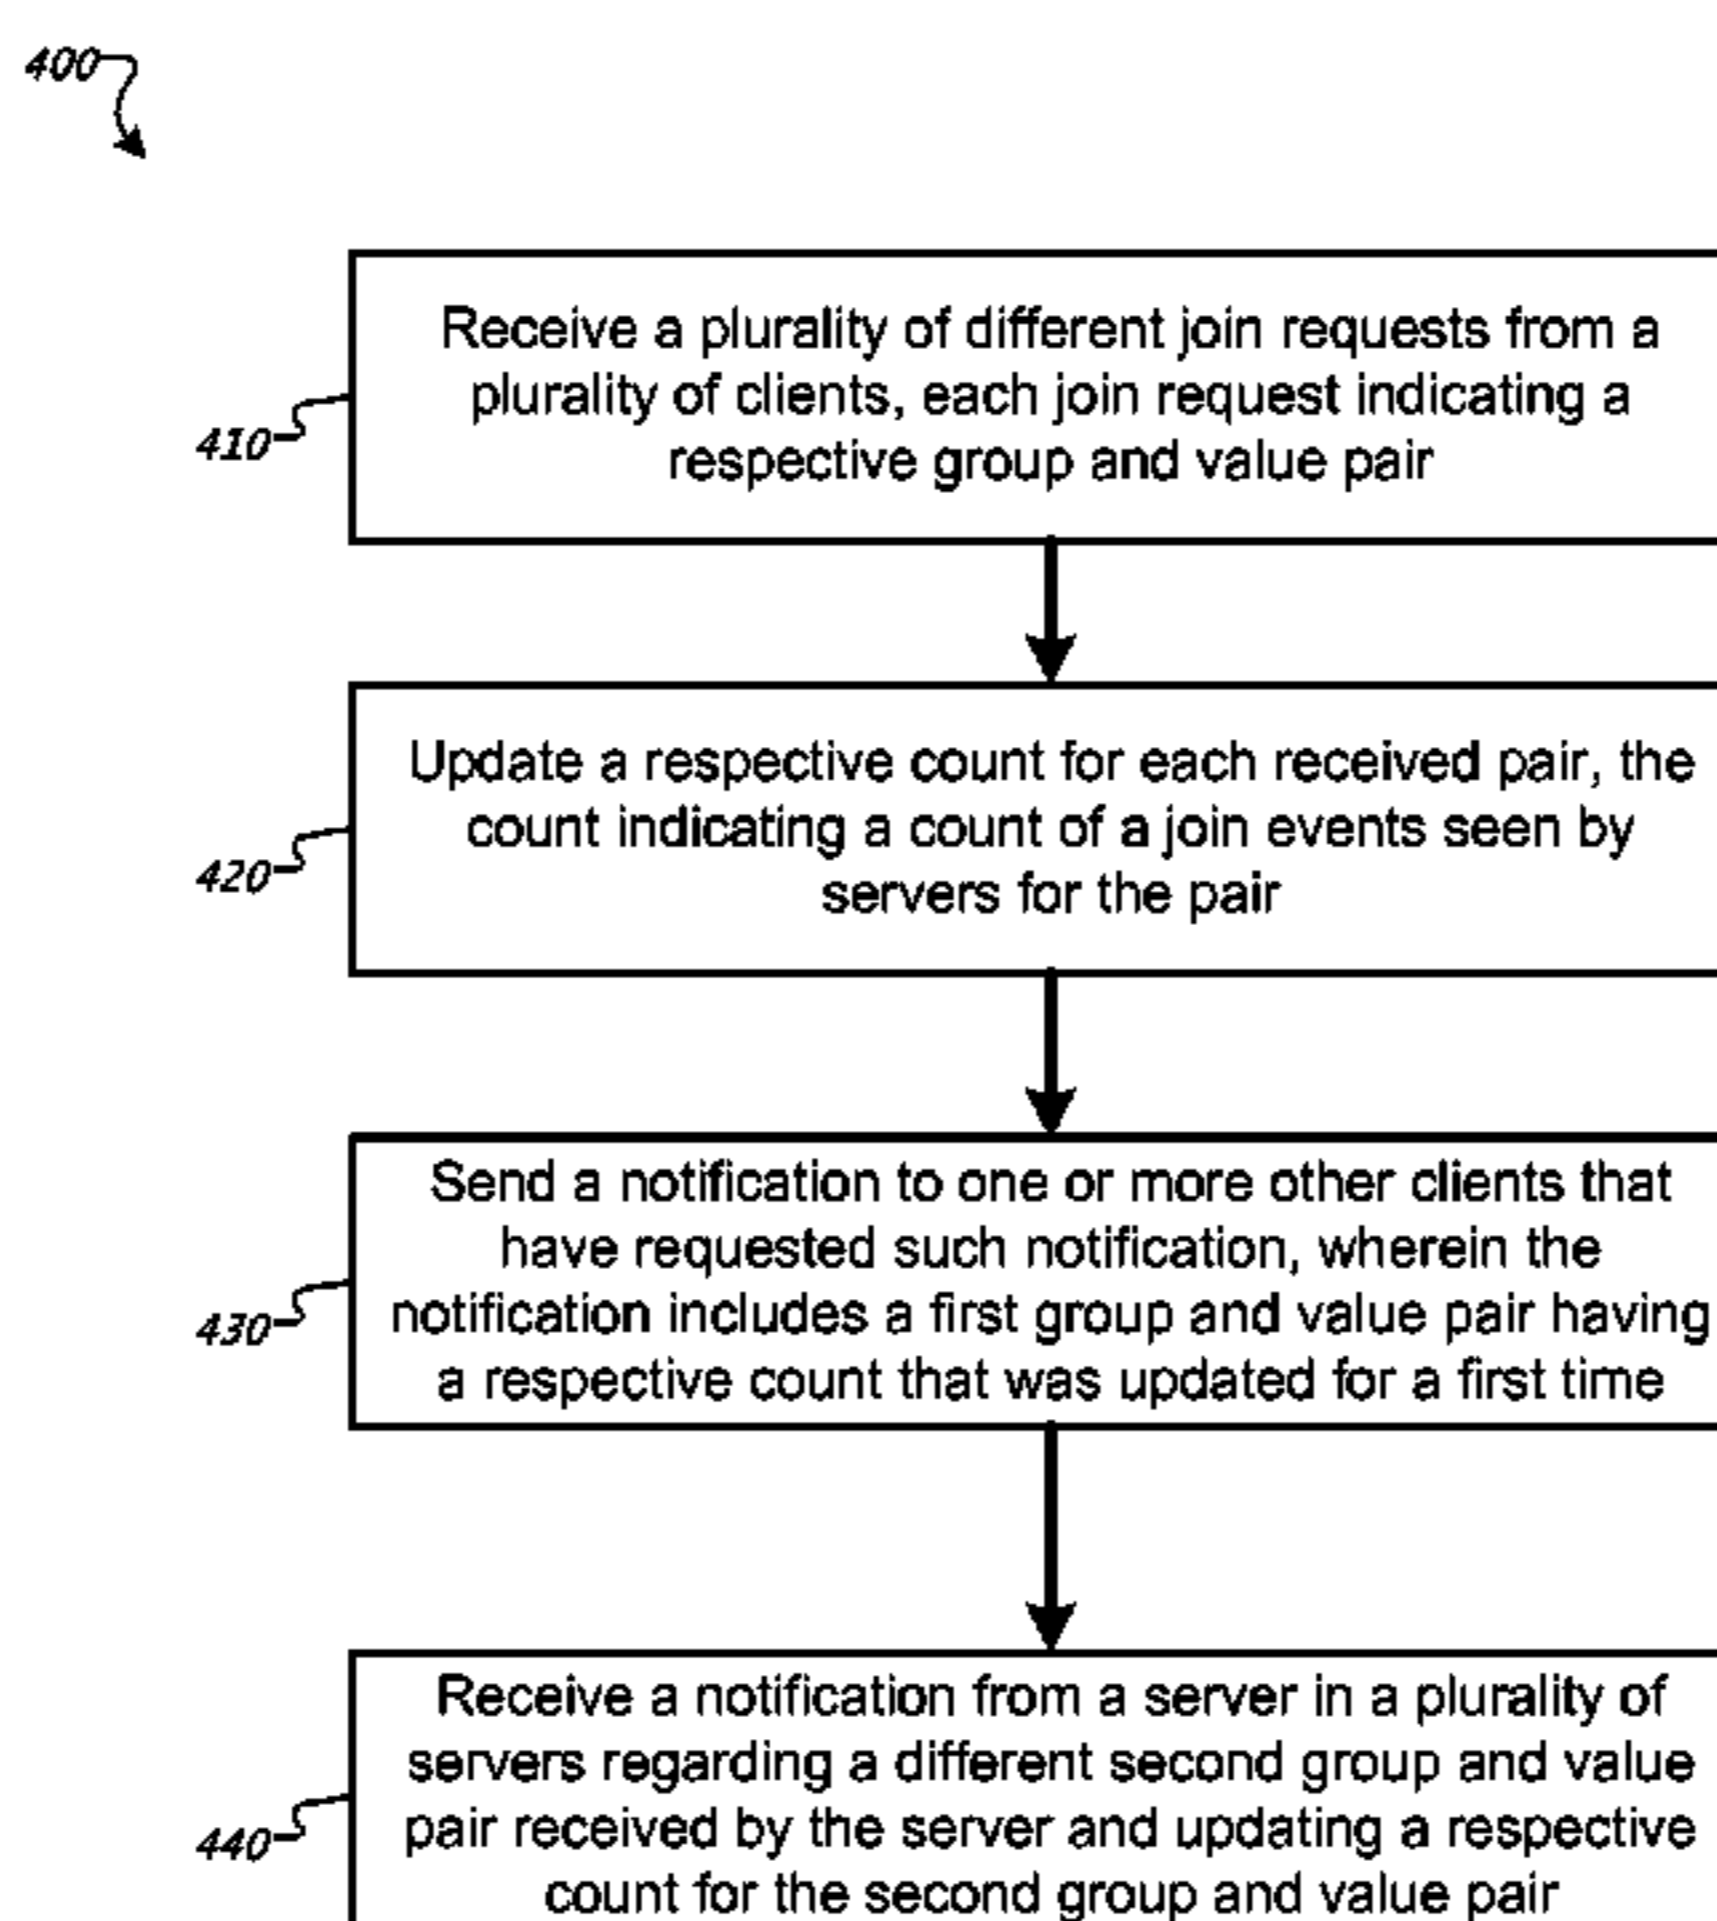 400
Receive a plurality of different join requests from a
plurality of clients, each join request indicating a
respective group and value pair
410
Update a respective count for each received pair, the
count indicating a count of a join events seen by
servers for the pair
420
Send a notification to one or more other clients that
have requested such notification, wherein the
notification includes a first group and value pair having
a respective count that was updated for a first time
430
Receive a notification from a server in a plurality of
servers regarding a different second group and value
pair received by the server and updating a respective
count for the second group and value pair
440